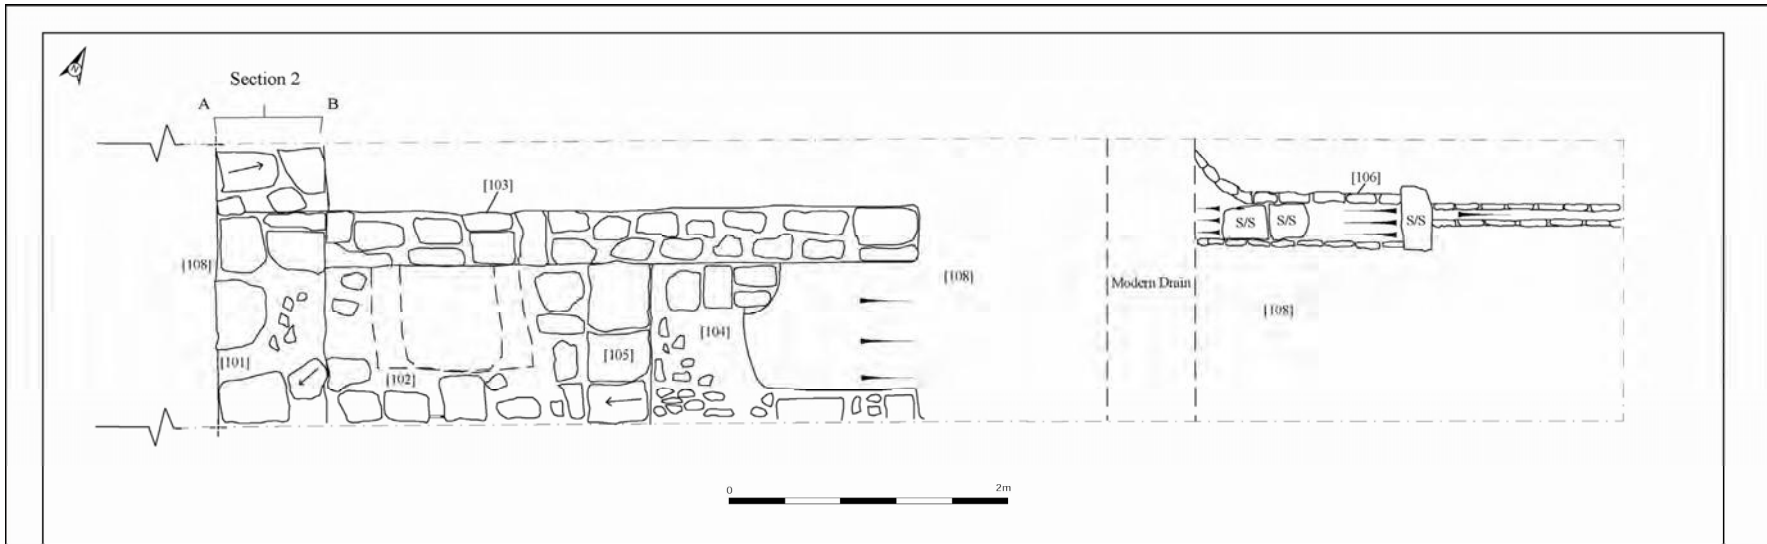 N
Section 2
A B
[103]
[106]
S/S S/S S/S
[108]
[108]
Modern Drain
[108]
[104]
[105]
[101]
[102]
0 2m